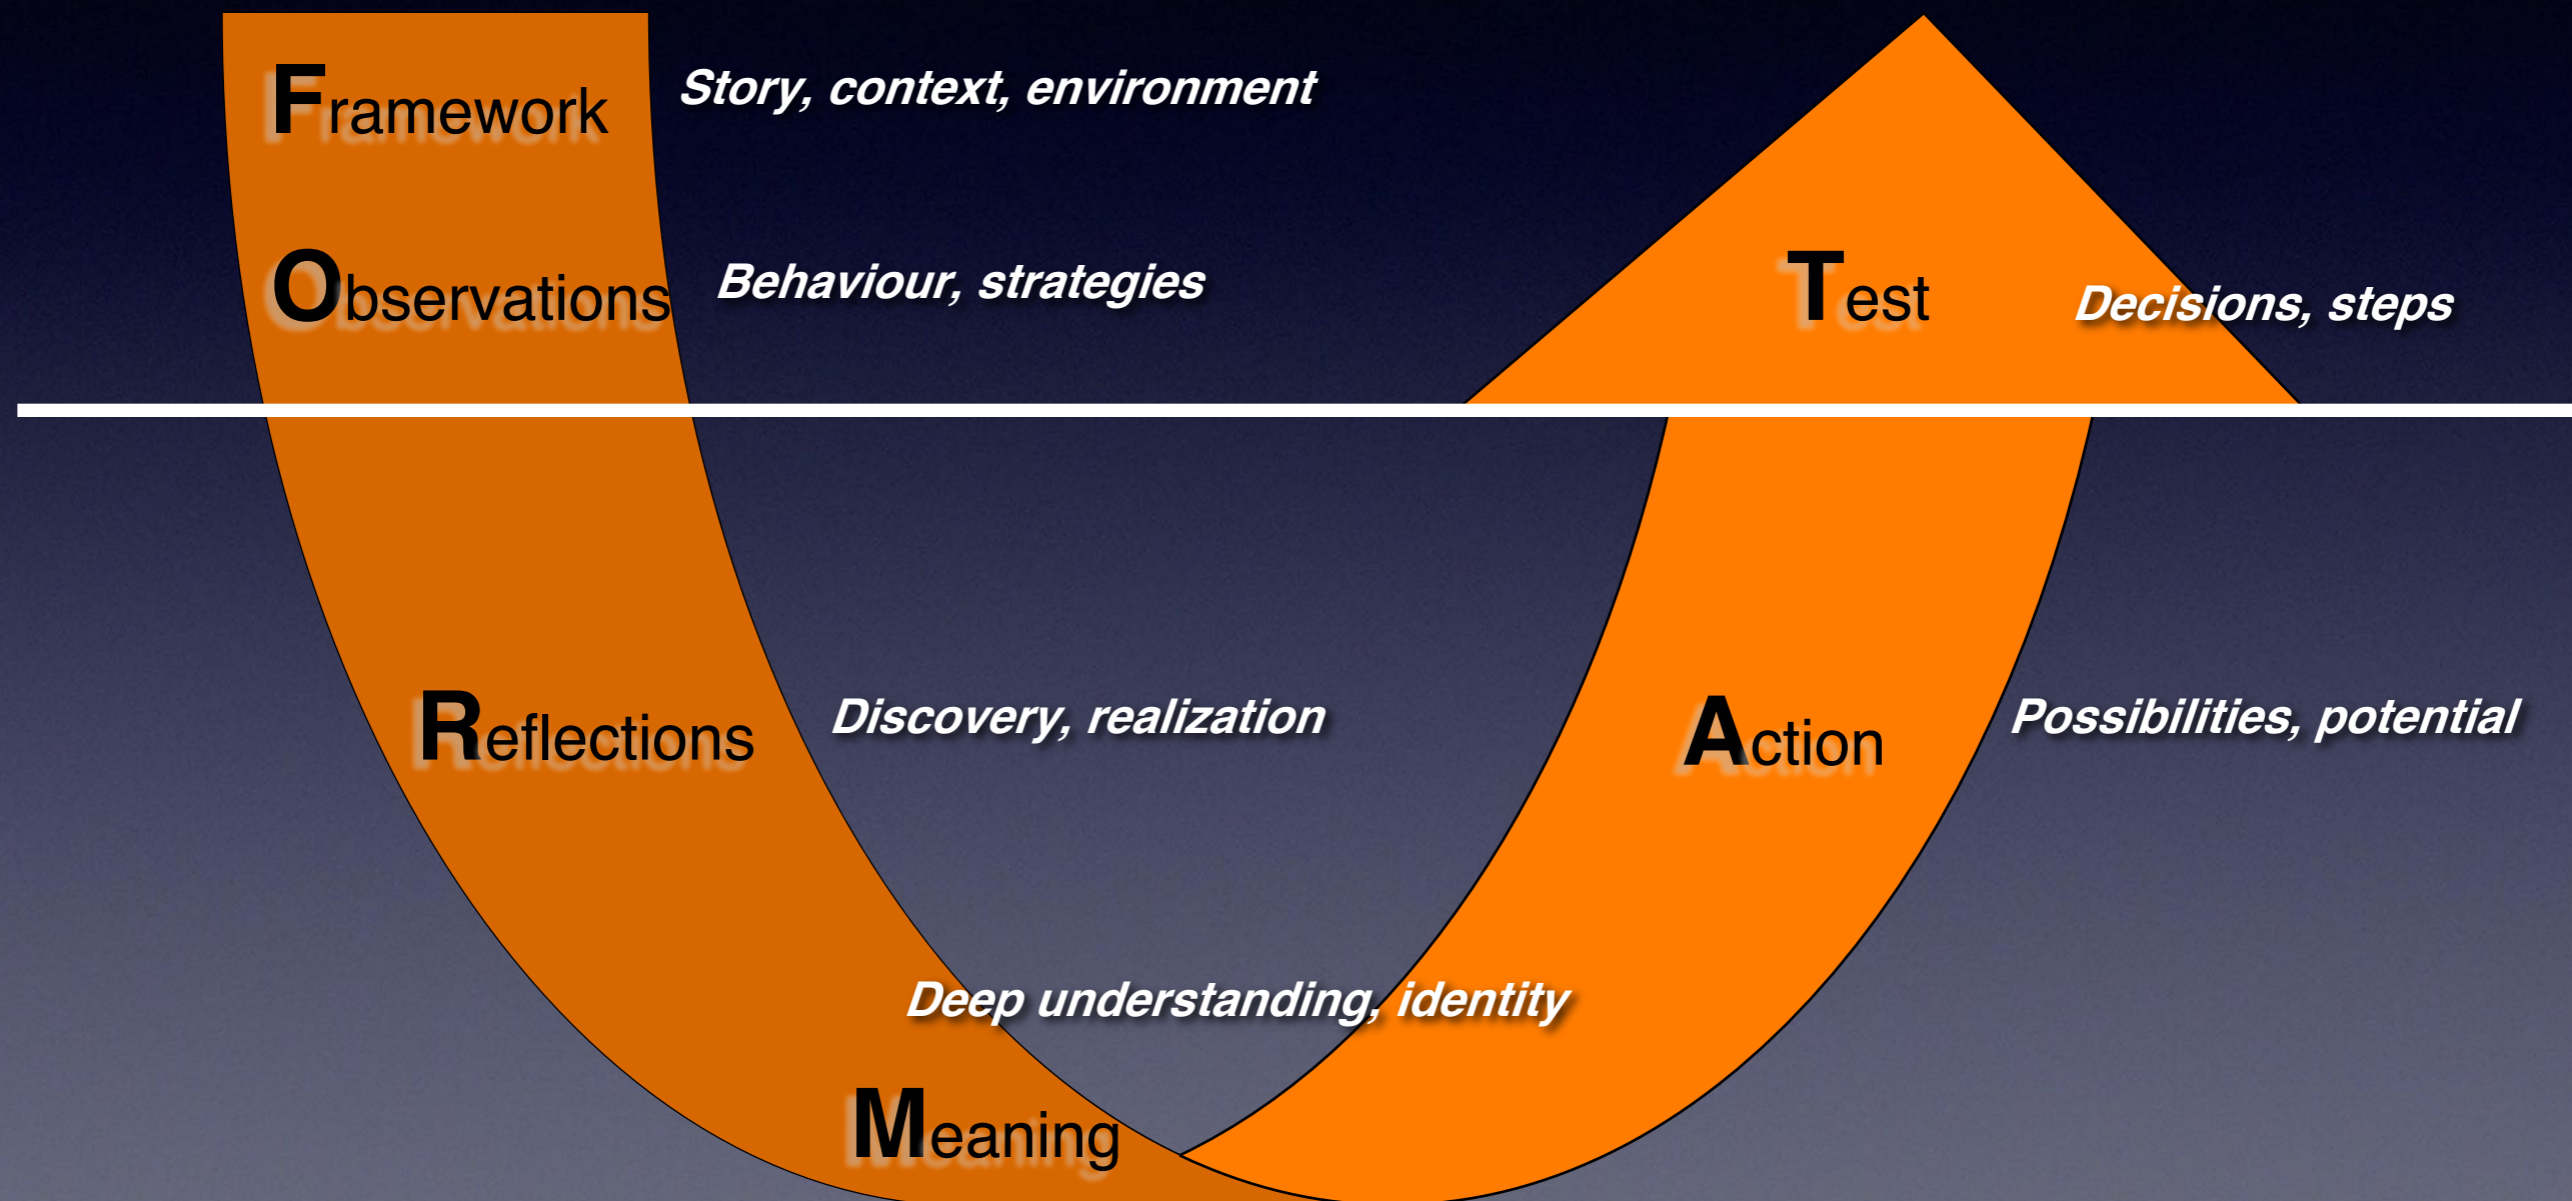 Framework
Story, context, environment
Observations
Behaviour, strategies
Test
Decisions, steps
Reflections
Discovery, realization
Action
Possibilities, potential
Deep understanding, identity
Meaning